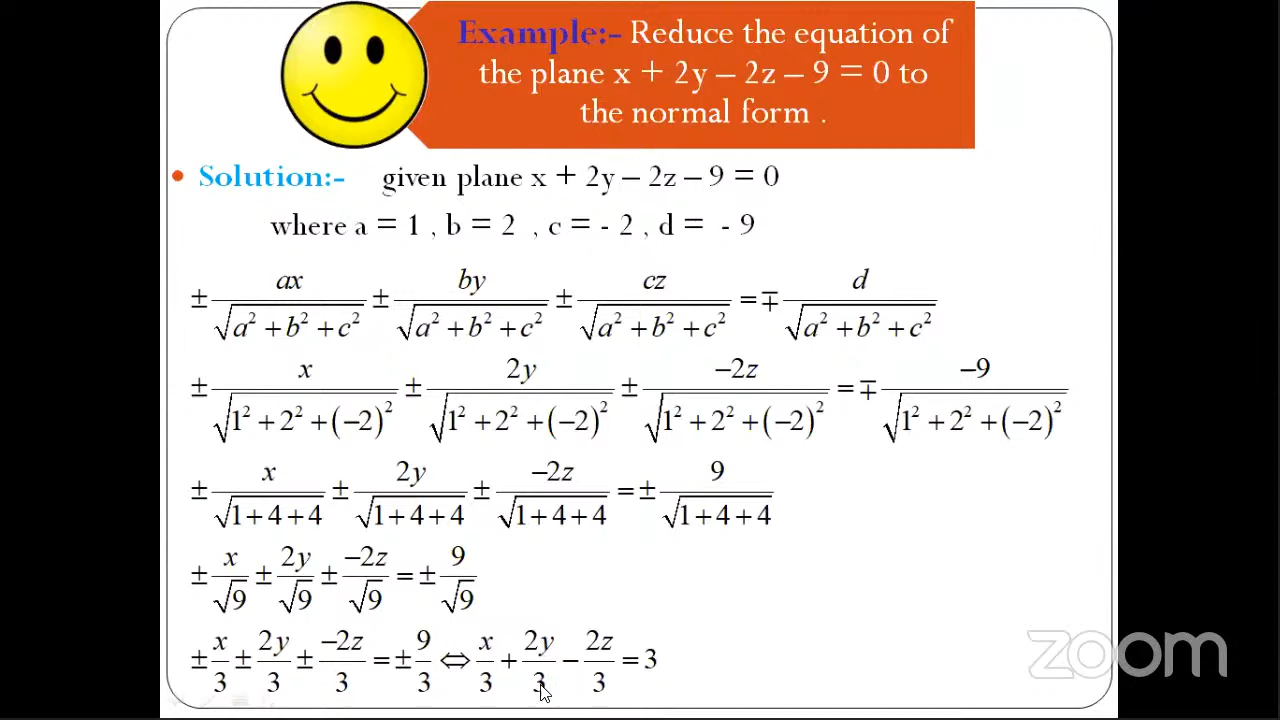 Example:- Reduce the equation of
the plane x + 2y – 2z – 9 = 0 to
the normal form .
• Solution:- given plane x + 2y – 2z – 9 = 0
where a = 1 , b = 2 , c = - 2 , d = - 9
± ax/√(a² + b² + c²) ± by/√(a² + b² + c²) ± cz/√(a² + b² + c²) = ∓ d/√(a² + b² + c²)
± x/√(1² + 2² + (−2)²) ± 2y/√(1² + 2² + (−2)²) ± −2z/√(1² + 2² + (−2)²) = ∓ −9/√(1² + 2² + (−2)²)
± x/√(1+4+4) ± 2y/√(1+4+4) ± −2z/√(1+4+4) = ± 9/√(1+4+4)
± x/√9 ± 2y/√9 ± −2z/√9 = ± 9/√9
± x/3 ± 2y/3 ± −2z/3 = ± 9/3 ⇔ x/3 + 2y/3 − 2z/3 = 3
zoom